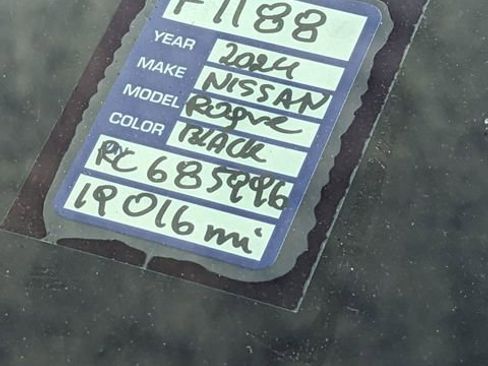 F1188
YEAR 2024
MAKE NISSAN
MODEL Rogue
COLOR BLACK
RC 685996
19016 mi